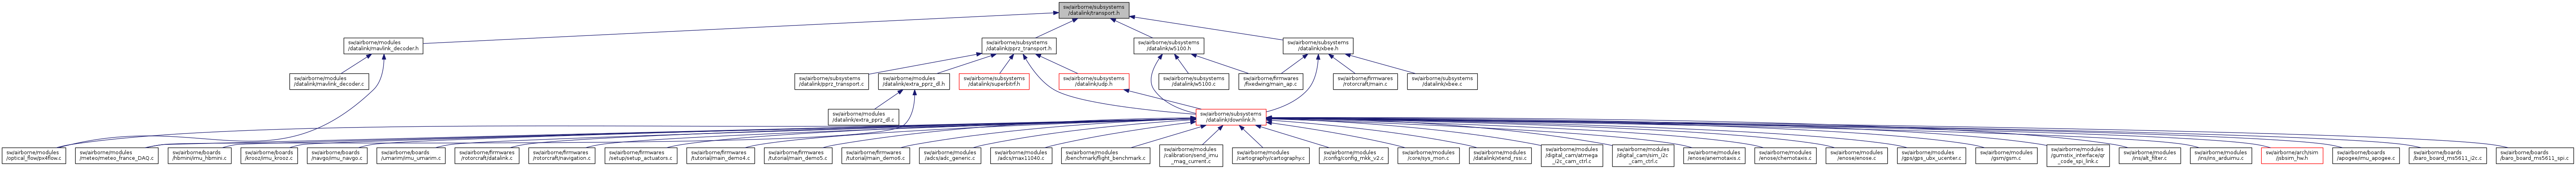 sw/airborne/subsystems
/datalink/transport.h
sw/airborne/modules
/datalink/mavlink_decoder.h
sw/airborne/subsystems
/datalink/pprz_transport.h
sw/airborne/subsystems
/datalink/w5100.h
sw/airborne/subsystems
/datalink/xbee.h
sw/airborne/modules
/datalink/mavlink_decoder.c
sw/airborne/subsystems
/datalink/pprz_transport.c
sw/airborne/modules
/datalink/extra_pprz_dl.h
sw/airborne/subsystems
/datalink/superbitrf.h
sw/airborne/subsystems
/datalink/udp.h
sw/airborne/subsystems
/datalink/w5100.c
sw/airborne/firmwares
/fixedwing/main_ap.c
sw/airborne/firmwares
/rotorcraft/main.c
sw/airborne/subsystems
/datalink/xbee.c
sw/airborne/modules
/datalink/extra_pprz_dl.c
sw/airborne/subsystems
/datalink/downlink.h
sw/airborne/modules
/optical_flow/px4flow.c
sw/airborne/modules
/meteo/meteo_france_DAQ.c
sw/airborne/boards
/hbmini/imu_hbmini.c
sw/airborne/boards
/krooz/imu_krooz.c
sw/airborne/boards
/navgo/imu_navgo.c
sw/airborne/boards
/umarim/imu_umarim.c
sw/airborne/firmwares
/rotorcraft/datalink.c
sw/airborne/firmwares
/rotorcraft/navigation.c
sw/airborne/firmwares
/setup/setup_actuators.c
sw/airborne/firmwares
/tutorial/main_demo4.c
sw/airborne/firmwares
/tutorial/main_demo5.c
sw/airborne/firmwares
/tutorial/main_demo6.c
sw/airborne/modules
/adcs/adc_generic.c
sw/airborne/modules
/adcs/max11040.c
sw/airborne/modules
/benchmark/flight_benchmark.c
sw/airborne/modules
/calibration/send_imu
_mag_current.c
sw/airborne/modules
/cartography/cartography.c
sw/airborne/modules
/config/config_mkk_v2.c
sw/airborne/modules
/core/sys_mon.c
sw/airborne/modules
/datalink/xtend_rssi.c
sw/airborne/modules
/digital_cam/atmega
_i2c_cam_ctrl.c
sw/airborne/modules
/digital_cam/sim_i2c
_cam_ctrl.c
sw/airborne/modules
/enose/anemotaxis.c
sw/airborne/modules
/enose/chemotaxis.c
sw/airborne/modules
/enose/enose.c
sw/airborne/modules
/gps/gps_ubx_ucenter.c
sw/airborne/modules
/gsm/gsm.c
sw/airborne/modules
/gumstix_interface/qr
_code_spi_link.c
sw/airborne/modules
/ins/alt_filter.c
sw/airborne/modules
/ins/ins_arduimu.c
sw/airborne/arch/sim
/jsbsim_hw.h
sw/airborne/boards
/apogee/imu_apogee.c
sw/airborne/boards
/baro_board_ms5611_i2c.c
sw/airborne/boards
/baro_board_ms5611_spi.c